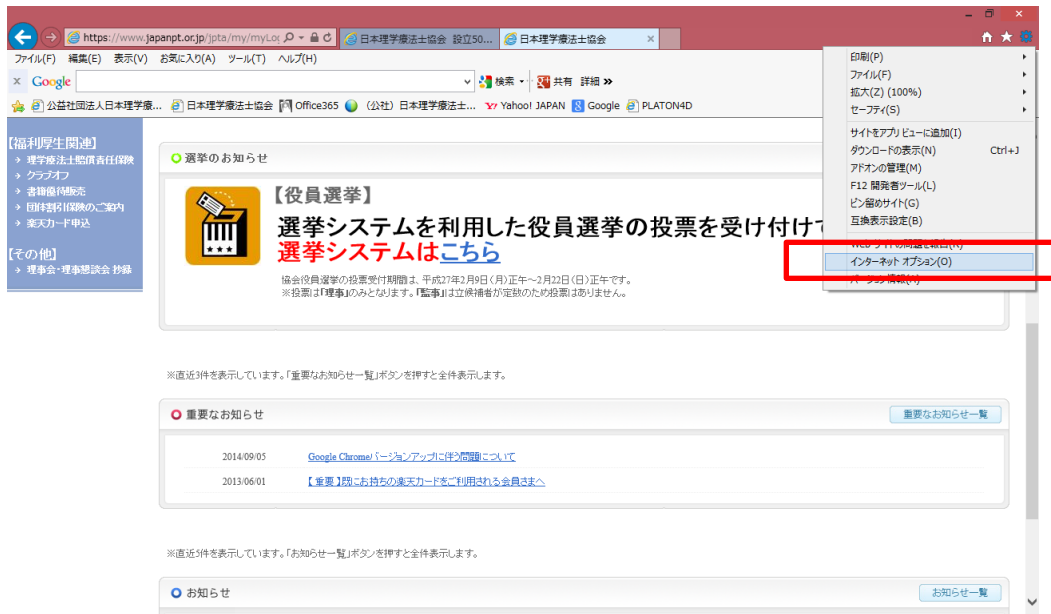 https://www.japanpt.or.jp/jpta/my/myLo
日本理学療法士協会 設立50...
日本理学療法士協会
ファイル(F) 編集(E) 表示(V) お気に入り(A) ツール(T) ヘルプ(H)
x Google 検索 共有 詳細 »
公益社団法人日本理学療... 日本理学療法士協会 Office365 （公社）日本理学療法士... Yahoo! JAPAN Google PLATON4D
印刷(P)
ファイル(F)
拡大(Z) (100%)
セーフティ(S)
サイトをアプリ ビューに追加(I)
ダウンロードの表示(N) Ctrl+J
アドオンの管理(M)
F12 開発者ツール(L)
ピン留めサイト(G)
互換表示設定(B)
Web サイトの問題を報告(R)
インターネット オプション(O)
バージョン情報(A)
【福利厚生関連】
理学療法士賠償責任保険
クラブオフ
書籍優待販売
団体割引保険のご案内
楽天カード申込
【その他】
理事会・理事懇談会 抄録
選挙のお知らせ
【役員選挙】
選挙システムを利用した役員選挙の投票を受け付けて
選挙システムはこちら
協会役員選挙の投票受付期間は、平成27年2月9日（月）正午～2月22日（日）正午です。
※投票は「理事」のみとなります。「監事」は立候補者が定数のため投票はありません。
※直近3件を表示しています。「重要なお知らせ一覧」ボタンを押すと全件表示します。
重要なお知らせ 重要なお知らせ一覧
2014/09/05 Google Chromeバージョンアップに伴う問題について
2013/06/01 【 重要 】既にお持ちの楽天カードをご利用される会員さまへ
※直近5件を表示しています。「お知らせ一覧」ボタンを押すと全件表示します。
お知らせ お知らせ一覧